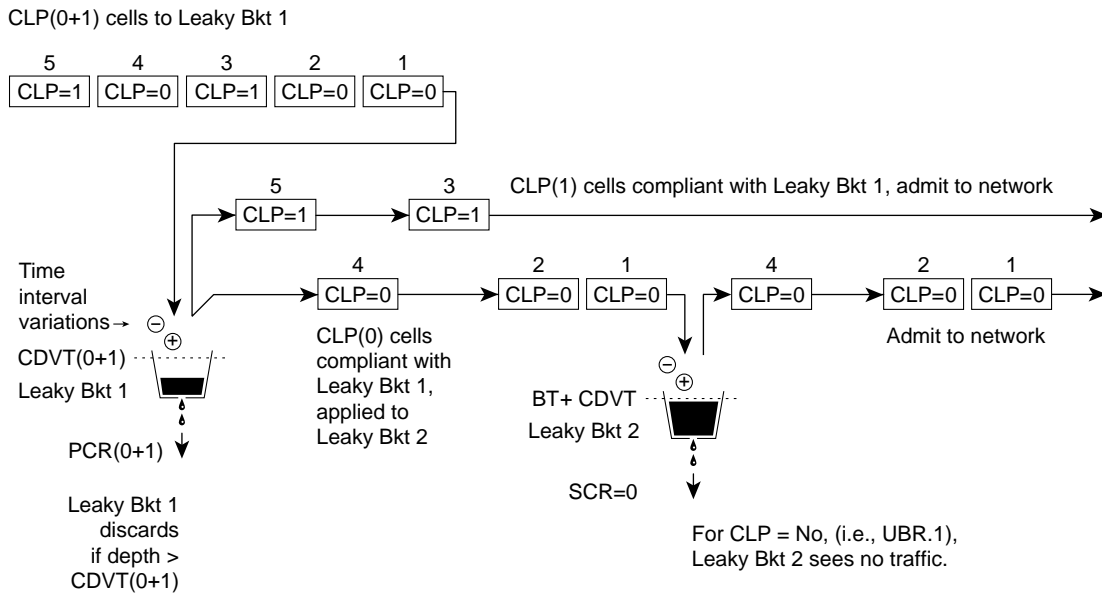 CLP(0+1) cells to Leaky Bkt 1
5 4 3 2 1
CLP=1 CLP=0 CLP=1 CLP=0 CLP=0
5 3
CLP=1 CLP=1
CLP(1) cells compliant with Leaky Bkt 1, admit to network
4 2 1 4 2 1
CLP=0 CLP=0 CLP=0 CLP=0 CLP=0 CLP=0
Time
interval
variations→
− +
CDVT(0+1)
Leaky Bkt 1
PCR(0+1)
Leaky Bkt 1
discards
if depth >
CDVT(0+1)
CLP(0) cells
compliant with
Leaky Bkt 1,
applied to
Leaky Bkt 2
− +
BT+ CDVT
Leaky Bkt 2
SCR=0
Admit to network
For CLP = No, (i.e., UBR.1),
Leaky Bkt 2 sees no traffic.